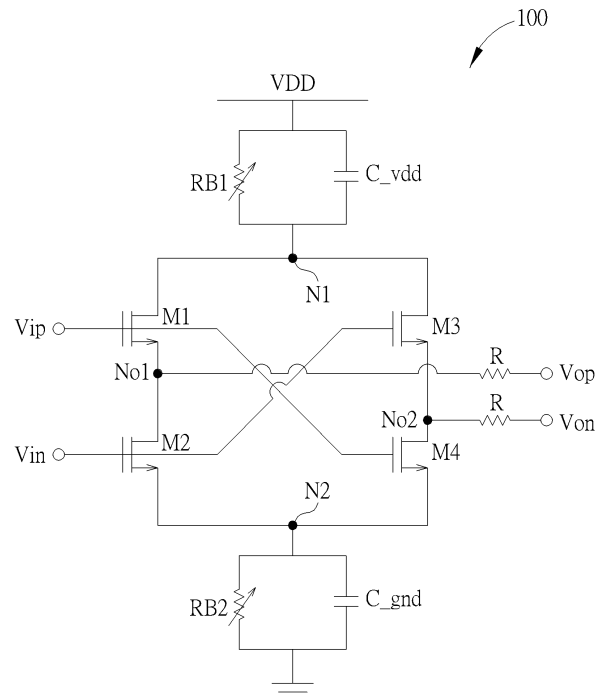 100
VDD
RB1
C_vdd
N1
Vip
M1
M3
No1
R
Vop
R
No2
Von
Vin
M2
M4
N2
RB2
C_gnd